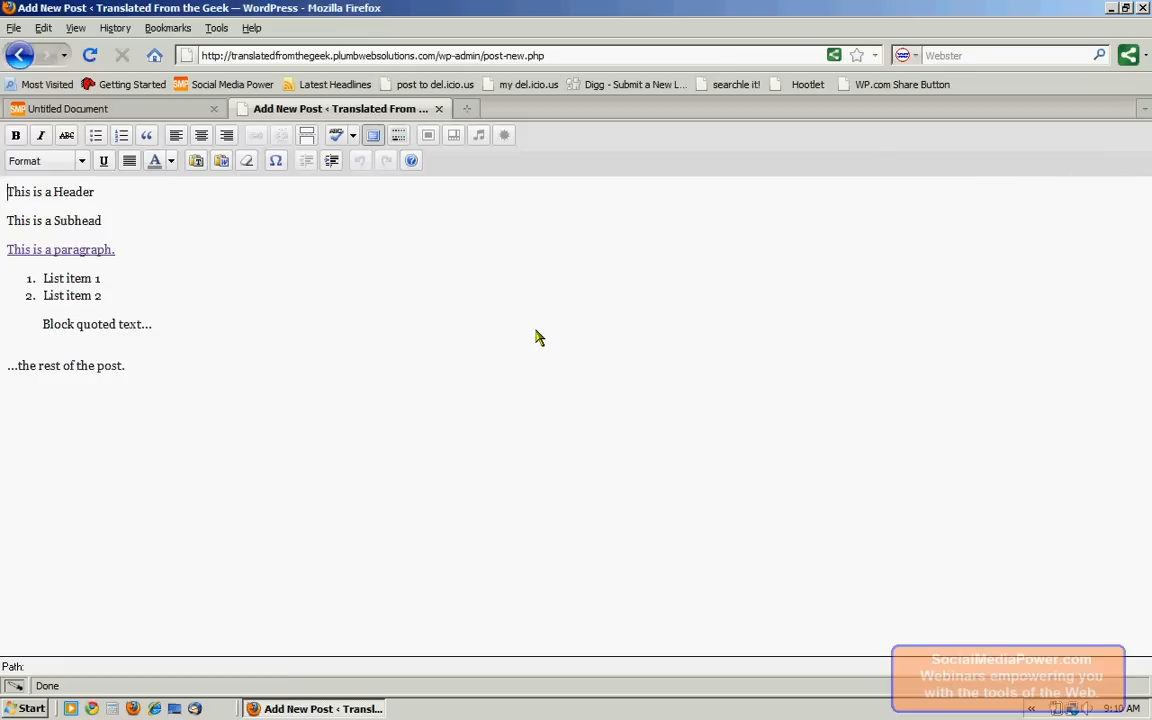 Add New Post ‹ Translated From the Geek — WordPress - Mozilla Firefox
File Edit View History Bookmarks Tools Help
http://translatedfromthegeek.plumbwebsolutions.com/wp-admin/post-new.php Webster
Most Visited Getting Started SMP Social Media Power Latest Headlines post to del.icio.us my del.icio.us Digg - Submit a New L... searchle it! Hootlet WP.com Share Button
SMP Untitled Document Add New Post ‹ Translated From ...
B I ABC
Format U A Ω
This is a Header
This is a Subhead
This is a paragraph.
1. List item 1
2. List item 2
Block quoted text...
...the rest of the post.
Path:
SocialMediaPower.com
Webinars empowering you
with the tools of the Web.
Done
Start Add New Post ‹ Transl... « 9:10 AM